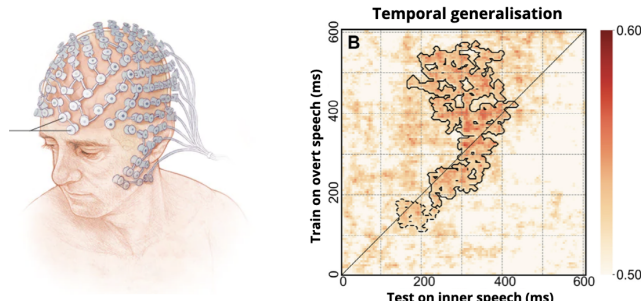 Temporal generalisation
B
Train on overt speech (ms)
600
400
200
0
0
200
400
600
Test on inner speech (ms)
0.60
0.50